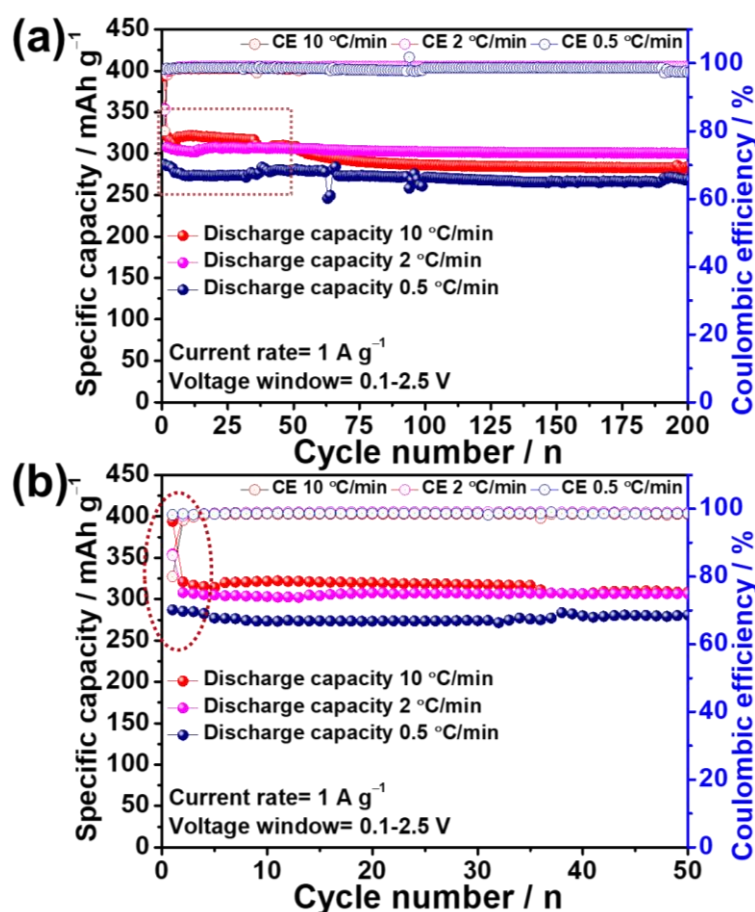 (a)
CE 10 °C/min CE 2 °C/min CE 0.5 °C/min
450
400
350
300
250
200
150
100
50
0
Specific capacity / mAh g⁻¹
100
80
60
40
20
0
Coulombic efficiency / %
Discharge capacity 10 °C/min
Discharge capacity 2 °C/min
Discharge capacity 0.5 °C/min
Current rate= 1 A g⁻¹
Voltage window= 0.1-2.5 V
0 25 50 75 100 125 150 175 200
Cycle number / n
(b)
CE 10 °C/min CE 2 °C/min CE 0.5 °C/min
450
400
350
300
250
200
150
100
50
0
Specific capacity / mAh g⁻¹
100
80
60
40
20
0
Coulombic efficiency / %
Discharge capacity 10 °C/min
Discharge capacity 2 °C/min
Discharge capacity 0.5 °C/min
Current rate= 1 A g⁻¹
Voltage window= 0.1-2.5 V
0 10 20 30 40 50
Cycle number / n